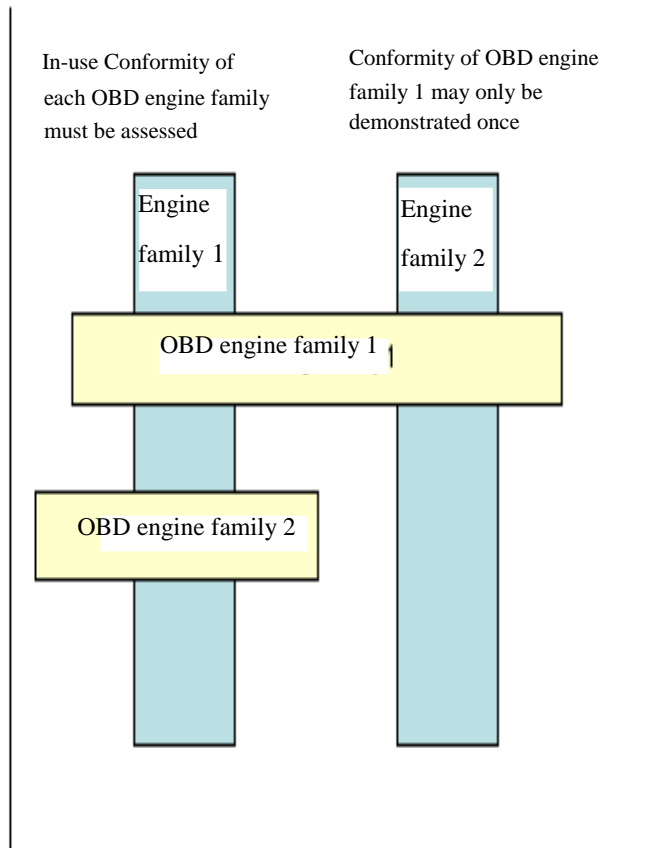 In-use Conformity of
each OBD engine family
must be assessed
Conformity of OBD engine
family 1 may only be
demonstrated once
Engine
family 1
Engine
family 2
OBD engine family 1
OBD engine family 2